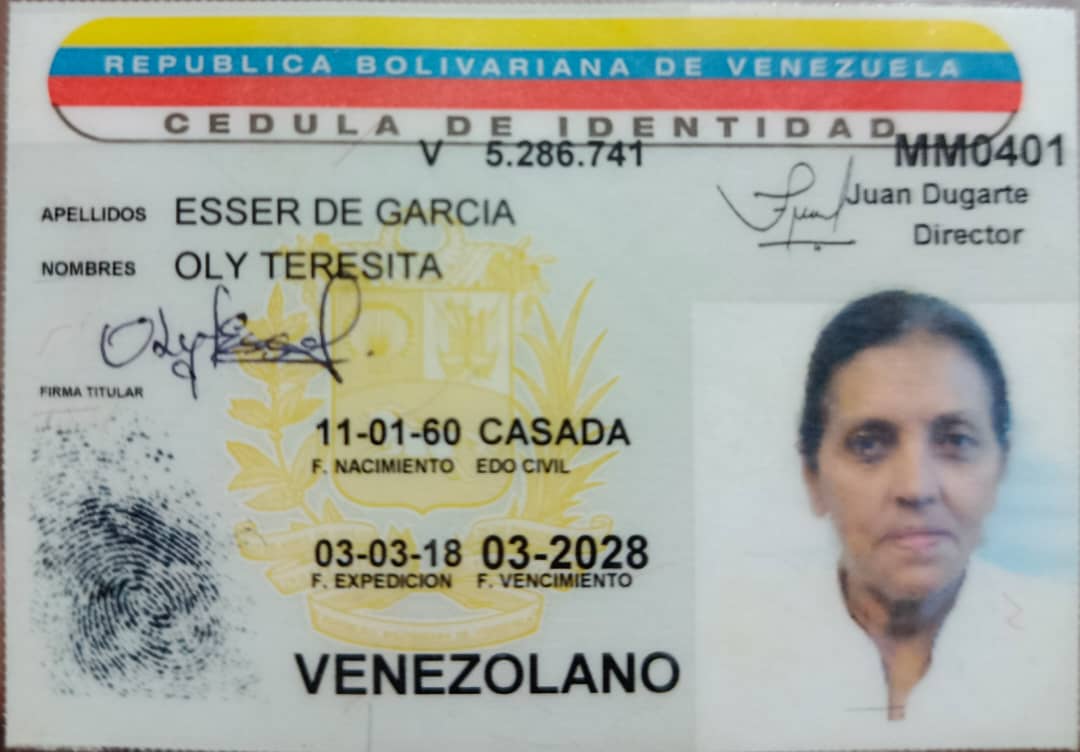 REPUBLICA BOLIVARIANA DE VENEZUELA
CEDULA DE IDENTIDAD
V 5.286.741
MM0401
Juan Dugarte
Director
APELLIDOS ESSER DE GARCIA
NOMBRES OLY TERESITA
Oly Esser
FIRMA TITULAR
11-01-60 CASADA
F. NACIMIENTO EDO CIVIL
03-03-18 03-2028
F. EXPEDICION F. VENCIMIENTO
VENEZOLANO